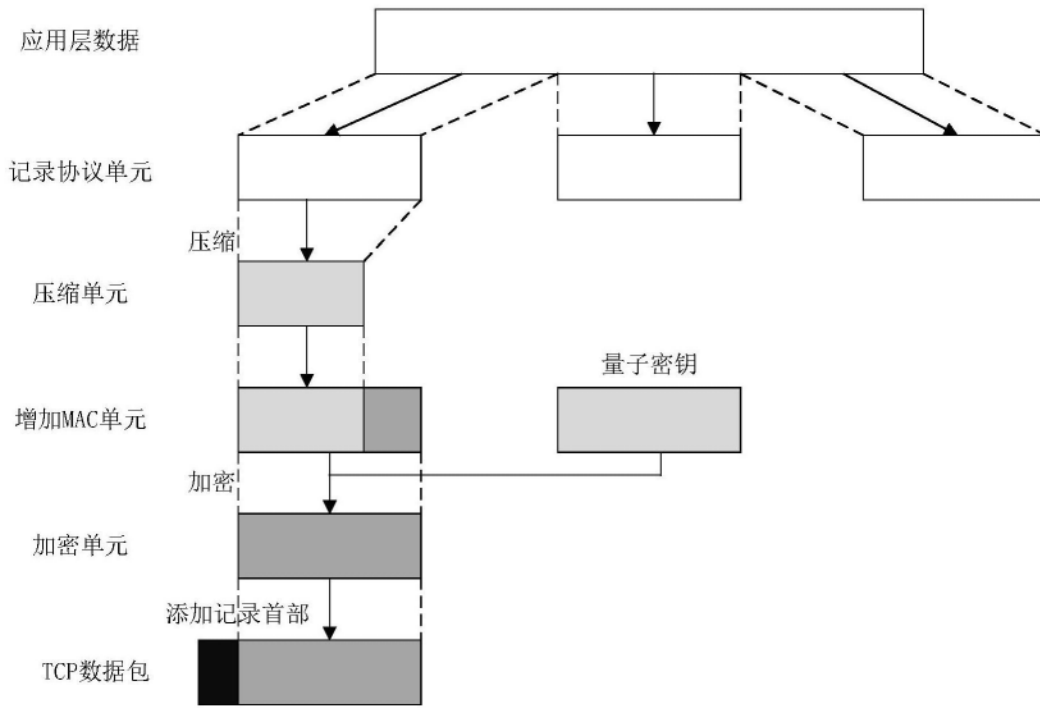 应用层数据
记录协议单元
压缩
压缩单元
量子密钥
增加MAC单元
加密
加密单元
添加记录首部
TCP数据包